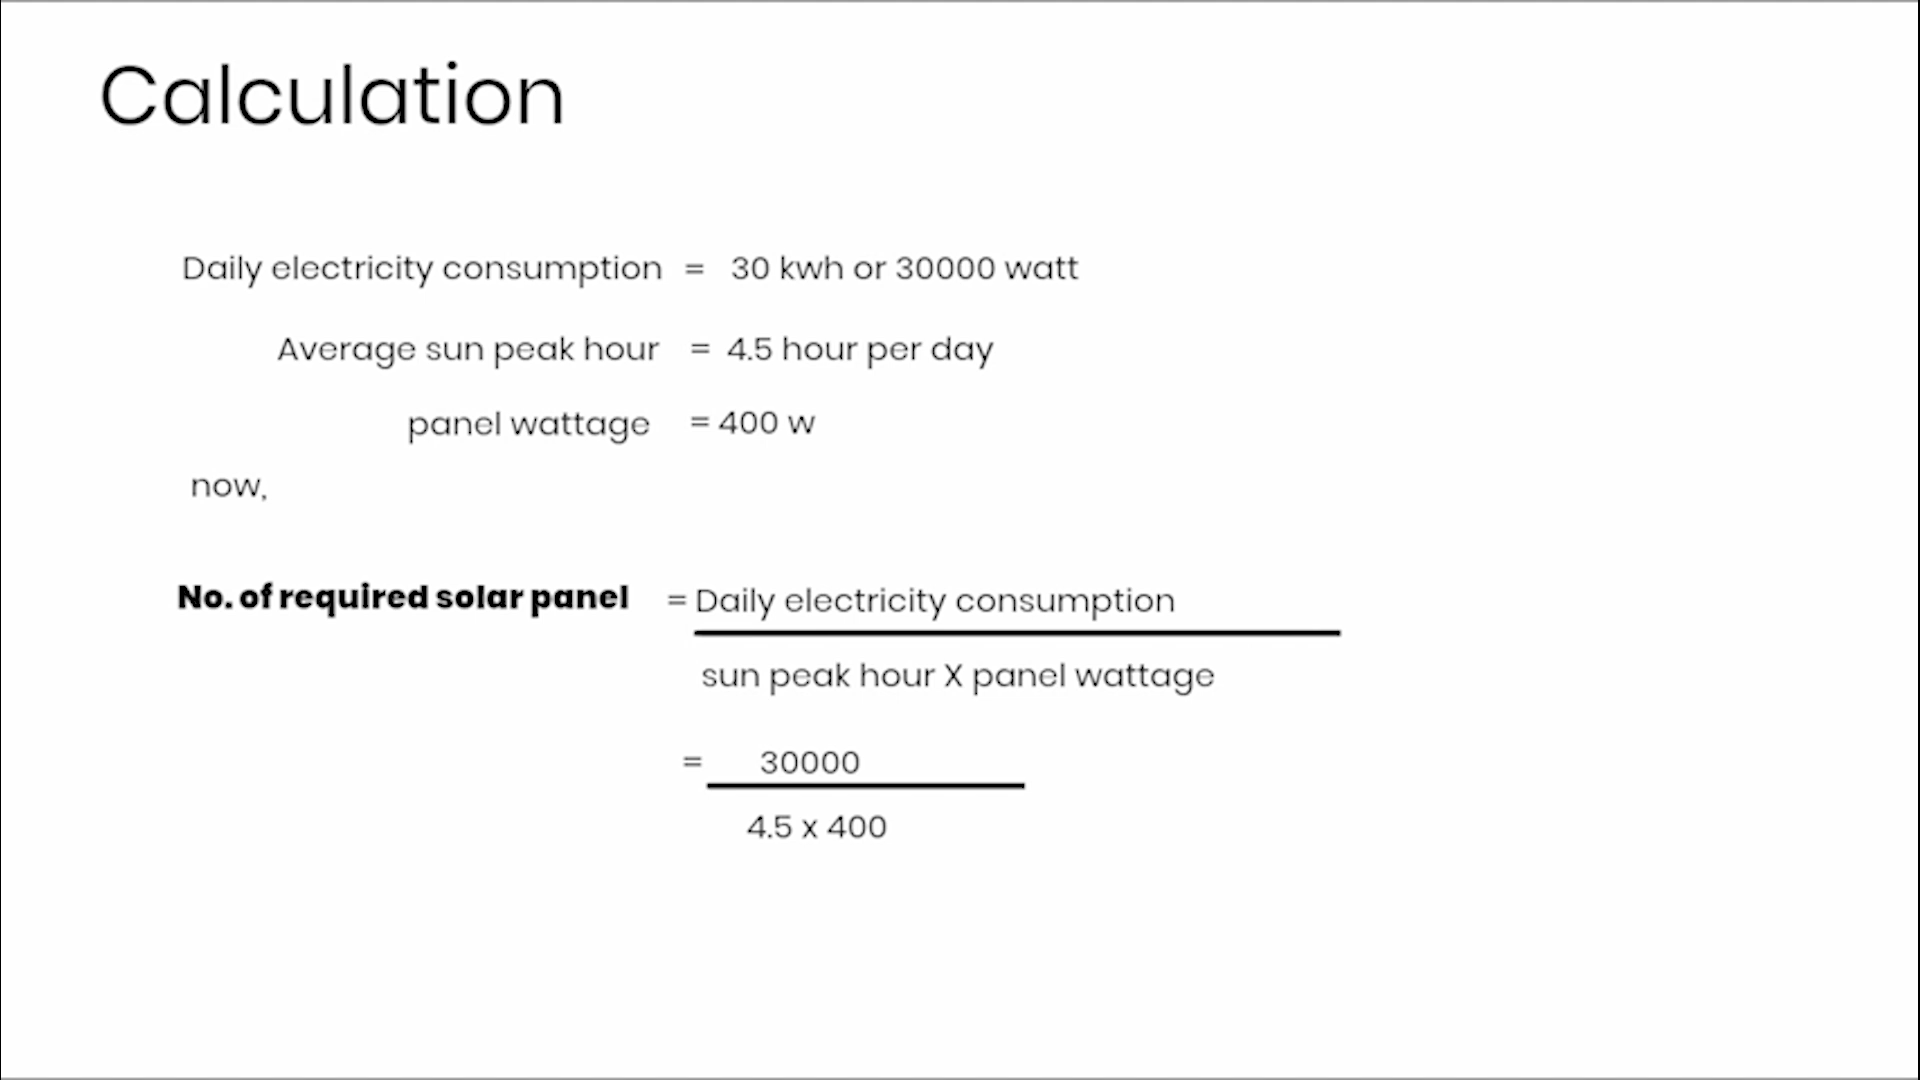 Calculation
Daily electricity consumption = 30 kwh or 30000 watt
Average sun peak hour = 4.5 hour per day
panel wattage = 400 w
now,
No. of required solar panel = Daily electricity consumption
sun peak hour X panel wattage
= 30000
4.5 x 400